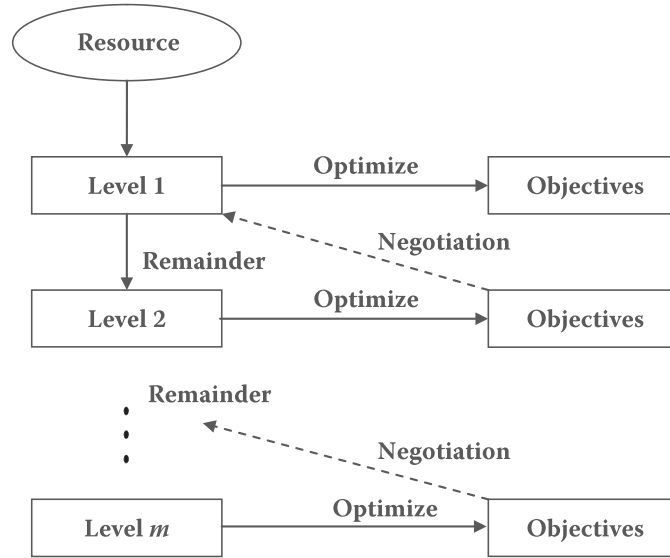 Resource
Optimize
Level 1
Objectives
Negotiation
Remainder
Optimize
Level 2
Objectives
Remainder
Negotiation
Optimize
Level m
Objectives